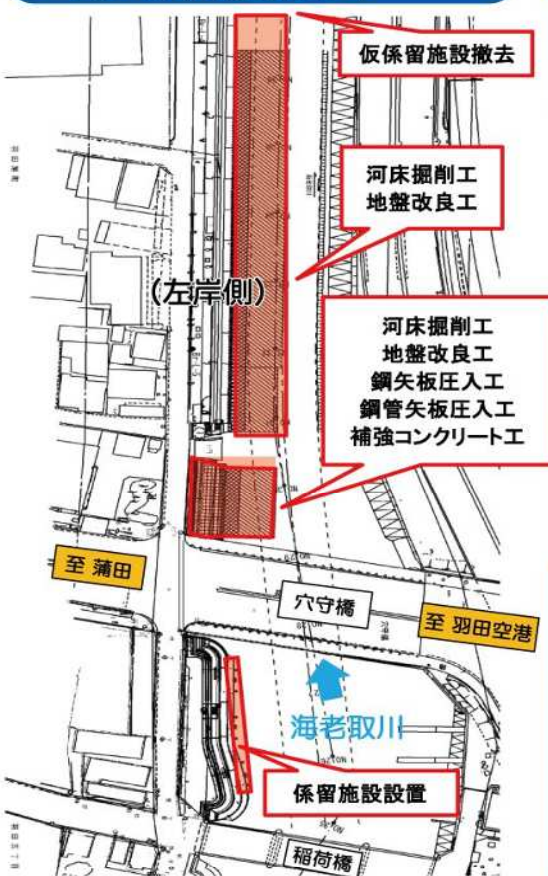 仮係留施設撤去
河床掘削工
地盤改良工
(左岸側)
河床掘削工
地盤改良工
鋼矢板圧入工
鋼管矢板圧入工
補強コンクリート工
至 蒲田
穴守橋
至 羽田空港
海老取川
係留施設設置
稲荷橋